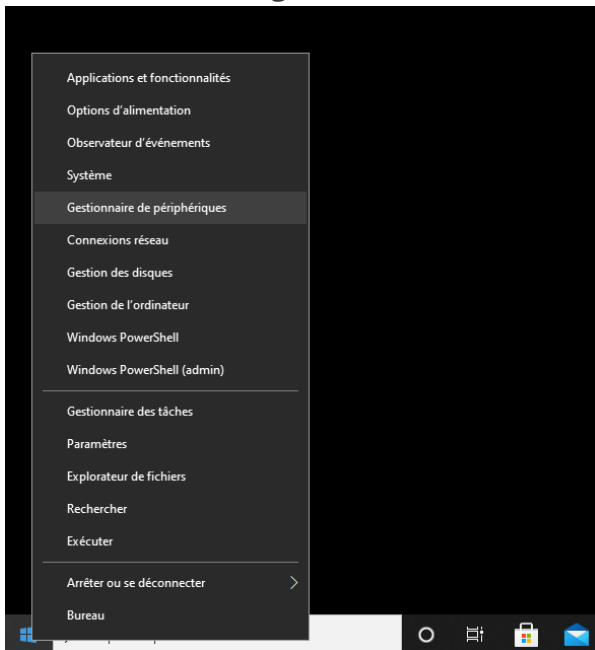 Applications et fonctionnalités
Options d'alimentation
Observateur d'événements
Système
Gestionnaire de périphériques
Connexions réseau
Gestion des disques
Gestion de l'ordinateur
Windows PowerShell
Windows PowerShell (admin)
Gestionnaire des tâches
Paramètres
Explorateur de fichiers
Rechercher
Exécuter
Arrêter ou se déconnecter
Bureau